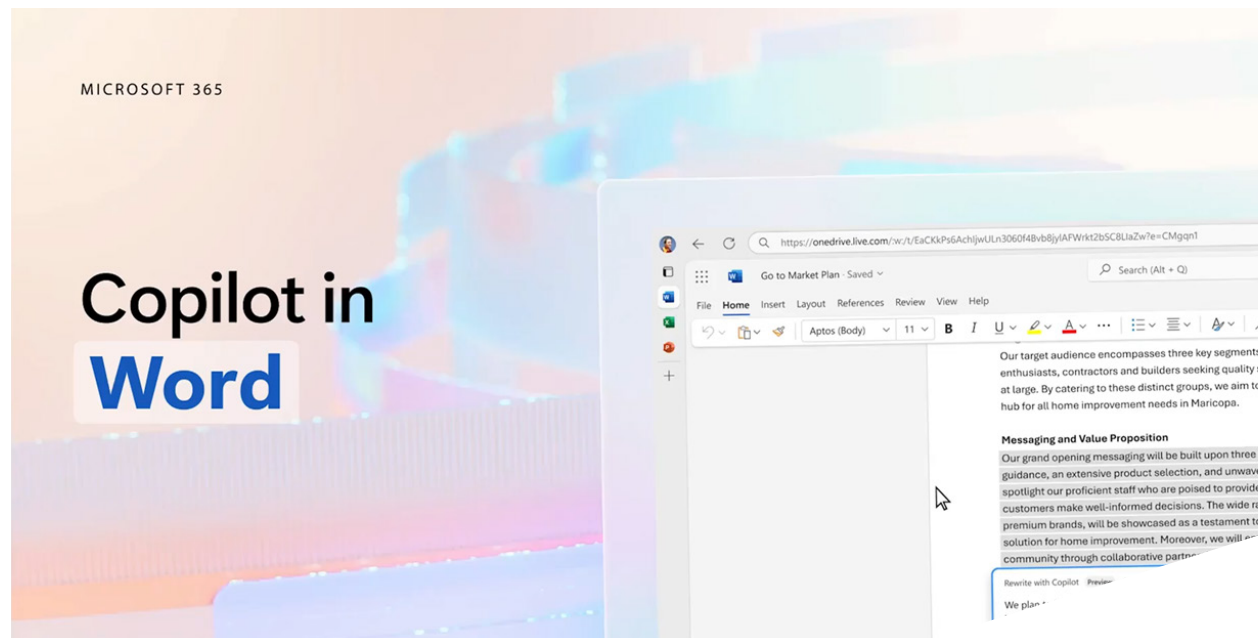 MICROSOFT 365
Copilot in
Word
https://onedrive.live.com/:w:/t/EaCKkPs6AchIjwULn3060f4Bvb8jylAFWrkt2bSC8LIaZw?e=CMgqn1
Go to Market Plan · Saved
Search (Alt + Q)
File Home Insert Layout References Review View Help
Aptos (Body) 11 B I U A
Our target audience encompasses three key segments
enthusiasts, contractors and builders seeking quality
at large. By catering to these distinct groups, we aim to
hub for all home improvement needs in Maricopa.
Messaging and Value Proposition
Our grand opening messaging will be built upon three
guidance, an extensive product selection, and
spotlight our proficient staff who are poised to provide
customers make well-informed decisions. The wide
premium brands, will be showcased as a testament to
solution for home improvement. Moreover, we will
community through collaborative
Rewrite with Copilot Preview
We plan